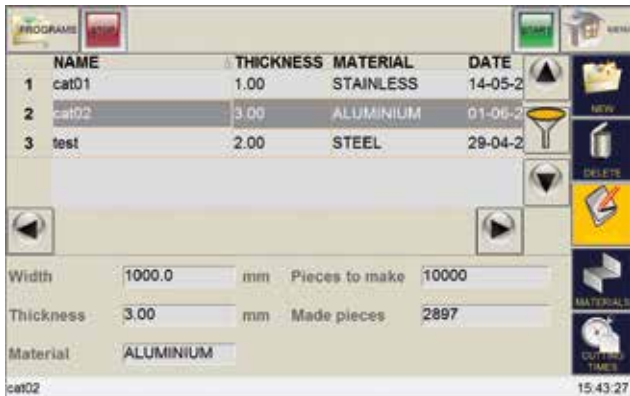 PROGRAMS STOP START MENU
NAME THICKNESS MATERIAL DATE
1 cat01 1.00 STAINLESS 14-05-2
2 cat02 3.00 ALUMINIUM 01-06-2
3 test 2.00 STEEL 29-04-2
NEW
DELETE
Width 1000.0 mm Pieces to make 10000
Thickness 3.00 mm Made pieces 2897
MATERIALS
Material ALUMINIUM
CUTTING
TIMES
cat02 15:43:27